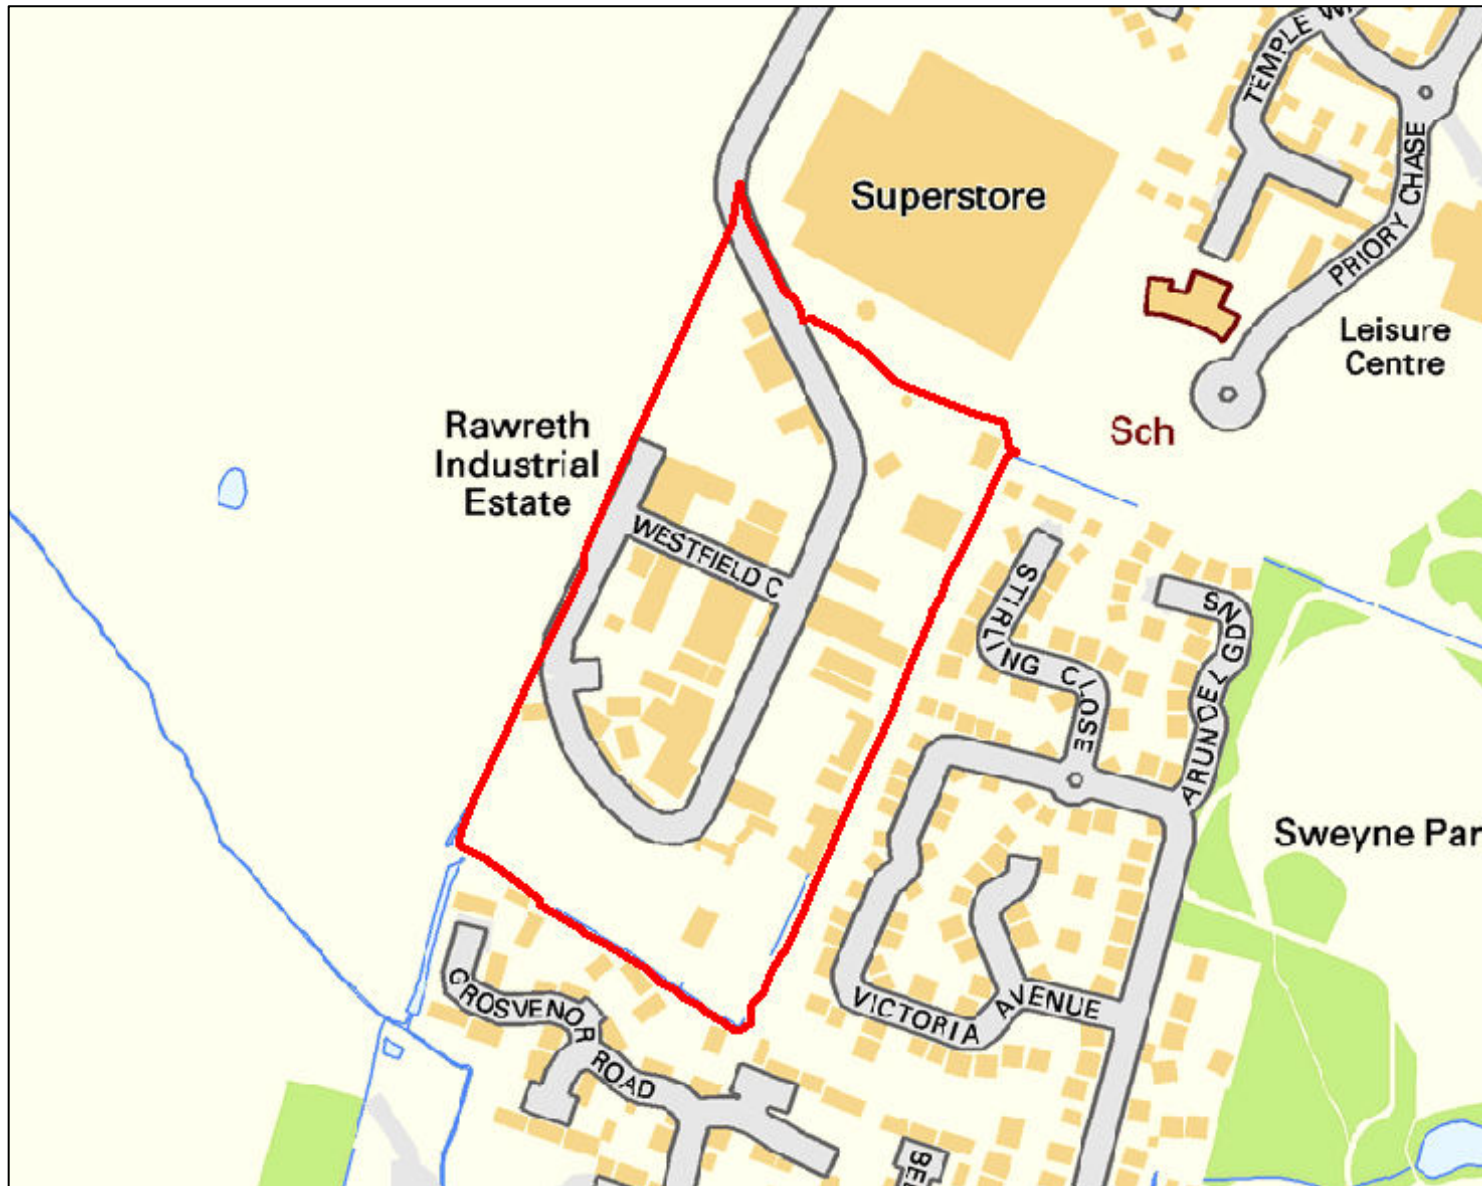 TEMPLE W
Superstore
PRIORY CHASE
Leisure
Centre
Sch
Rawreth
Industrial
Estate
WESTFIELD C
STIRLING CLOSE
ARUNDEL GDNS
Sweyne Par
VICTORIA AVENUE
GROSVENOR ROAD
BEL